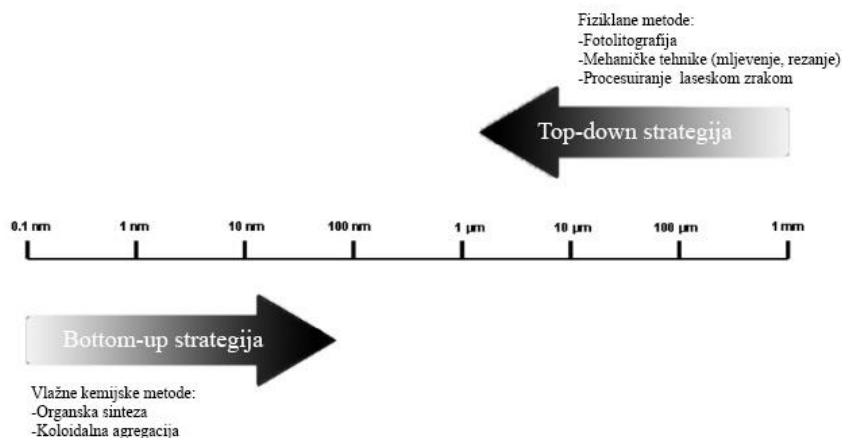 Fiziklane metode:
-Fotolitografija
-Mehaničke tehnike (mljevenje, rezanje)
-Procesuiranje laseskom zrakom
Top-down strategija
0.1 nm 1 nm 10 nm 100 nm 1 µm 10 µm 100 µm 1 mm
Bottom-up strategija
Vlažne kemijske metode:
-Organska sinteza
-Koloidalna agregacija